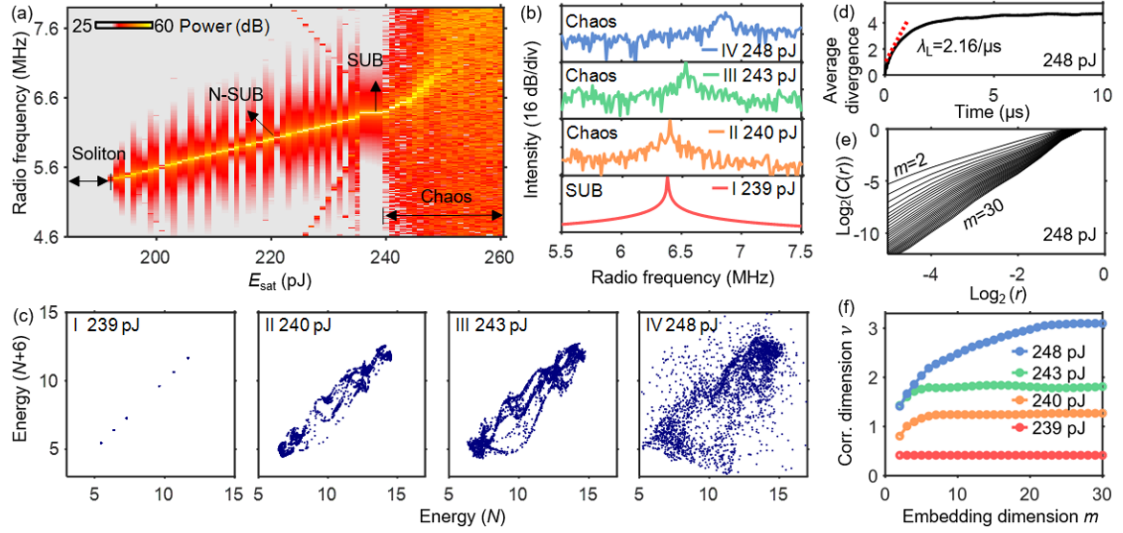 (a)
25
60 Power (dB)
Radio frequency (MHz)
7.9
6.6
5.6
4.6
SUB
N-SUB
Soliton
Chaos
200
220
240
260
Esat (pJ)
(b)
Intensity (16 dB/div)
Chaos
IV 248 pJ
Chaos
III 243 pJ
Chaos
II 240 pJ
SUB
I 239 pJ
5.5
6
6.5
7
7.5
Radio frequency (MHz)
(c)
Energy (N+6)
15
10
5
I 239 pJ
II 240 pJ
III 243 pJ
IV 248 pJ
5
10
15
5
10
15
5
10
15
5
10
15
Energy (N)
(d)
Average
divergence
4
2
0
λL=2.16/μs
248 pJ
0
5
10
Time (μs)
(e)
Log2(C(r))
0
-5
-10
m=2
m=30
248 pJ
-4
-2
0
Log2(r)
(f)
Corr. dimension ν
3
2
1
0
248 pJ
243 pJ
240 pJ
239 pJ
0
10
20
30
Embedding dimension m